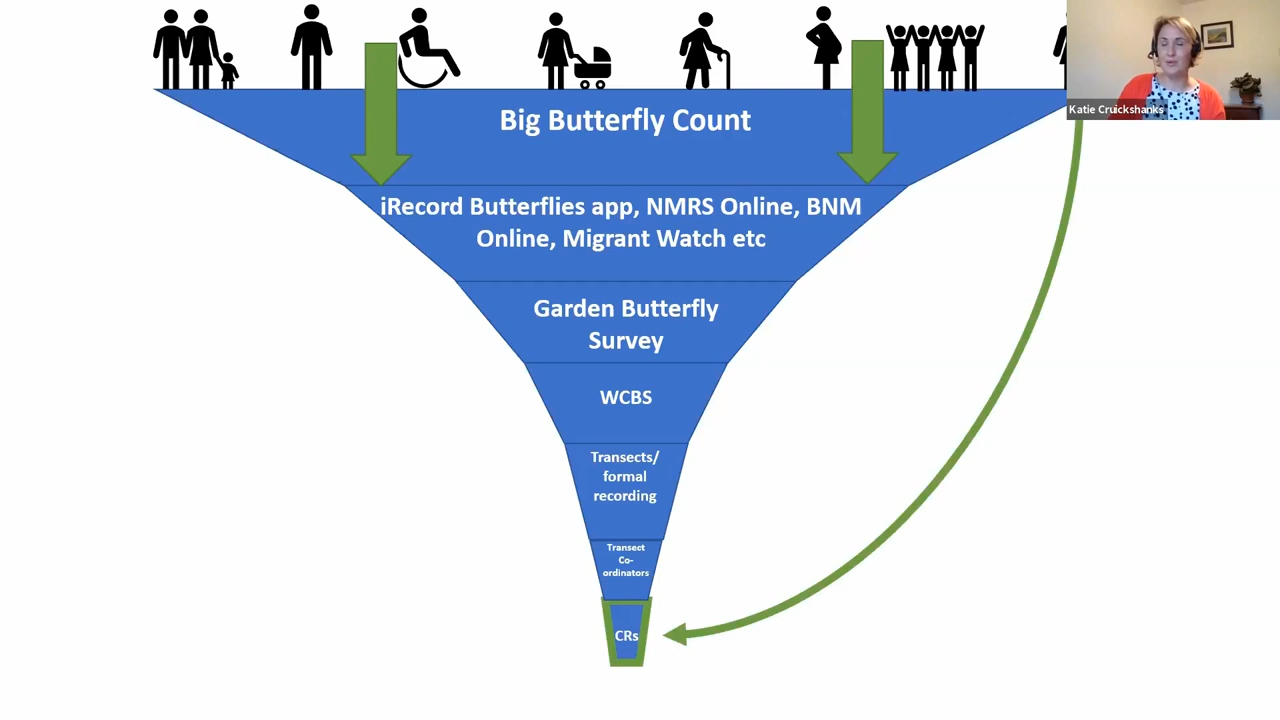 Big Butterfly Count
Katie Cruickshanks
iRecord Butterflies app, NMRS Online, BNM
Online, Migrant Watch etc
Garden Butterfly
Survey
WCBS
Transects/
formal
recording
Transect
Co-
ordinators
CRs